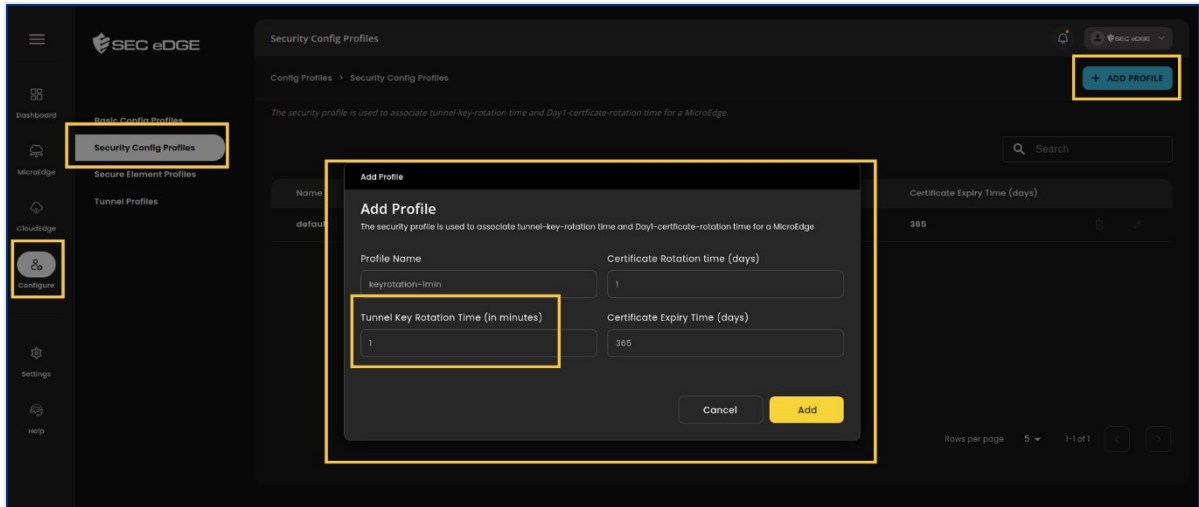 SEC eDGE
Security Config Profiles
SEC eDGE
Config Profiles > Security Config Profiles
+ ADD PROFILE
Dashboard
Basic Config Profiles
The security profile is used to associate tunnel-key-rotation time and Day1-certficate-rotation time for a MicroEdge.
Security Config Profiles
Search
MicroEdge
Secure Element Profiles
Add Profile
Name
Certificate Expiry Time (days)
Tunnel Profiles
Add Profile
CloudEdge
defaul
The security profile is used to associate tunnel-key-rotation time and Day1-certficate-rotation time for a MicroEdge
365
Profile Name
Certificate Rotation time (days)
keyrotation-1min
1
Configure
Tunnel Key Rotation Time (in minutes)
Certificate Expiry Time (days)
1
365
Settings
Cancel
Add
Help
Rows per page 5 1-1 of 1